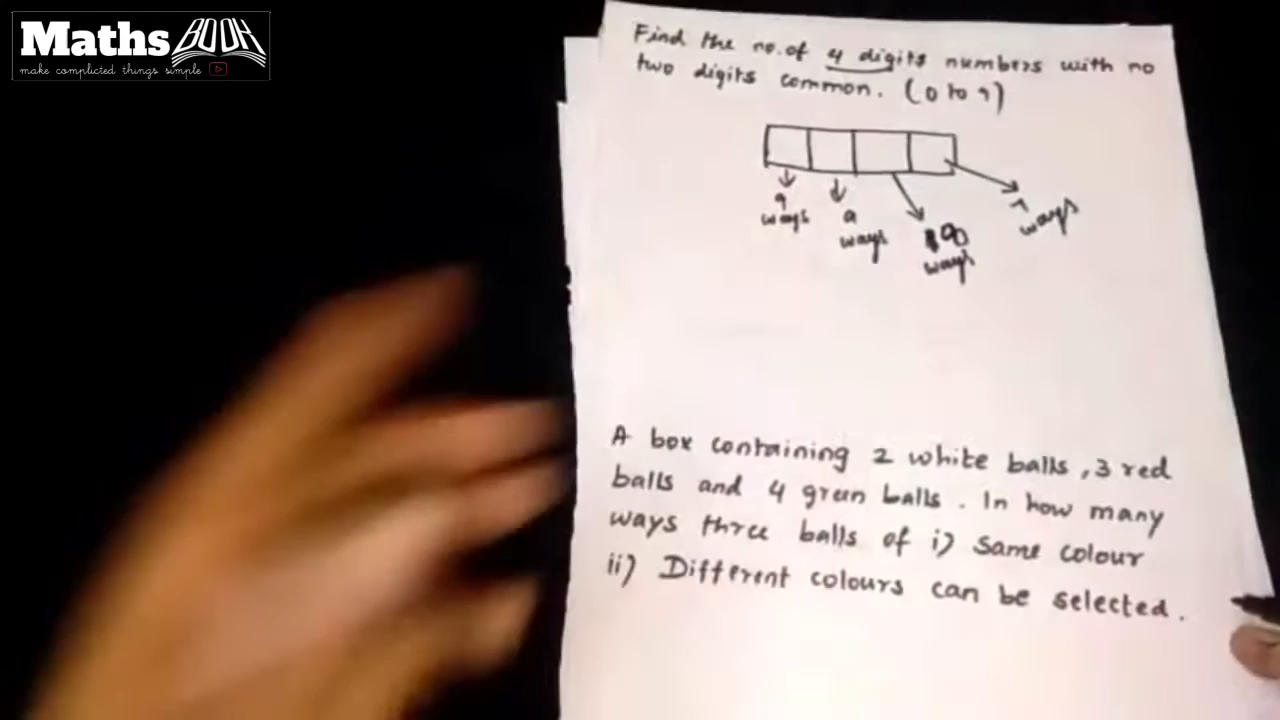 Maths BOOK
make complicted things simple
Find the no. of 4 digits numbers with no
two digits common. (0 to 9)
9 ways
9 ways
ways
7 ways
A box containing 2 white balls, 3 red
balls and 4 green balls. In how many
ways three balls of i) Same colour
ii) Different colours can be selected.